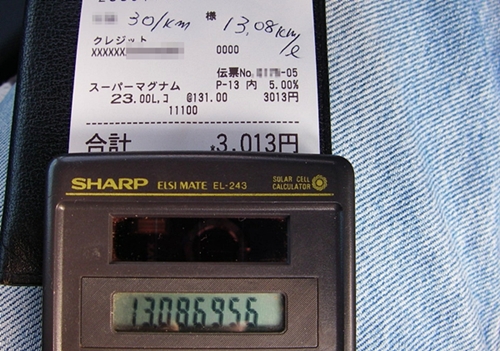 301km 様 13.08km/ℓ
クレジット
XXXXXX 0000
伝票No. -05
スーパーマグナム P-13 内 5.00%
23.00L,コ @131.00 3013円
11100
合計 ¥3,013円
SHARP ELSI MATE EL-243 SOLAR CELL CALCULATOR
13086956